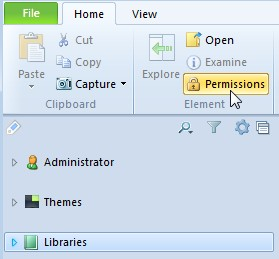 File Home View
Paste Cut Explore Open
Copy Examine
Capture Permissions
Clipboard Element
Administrator
Themes
Libraries